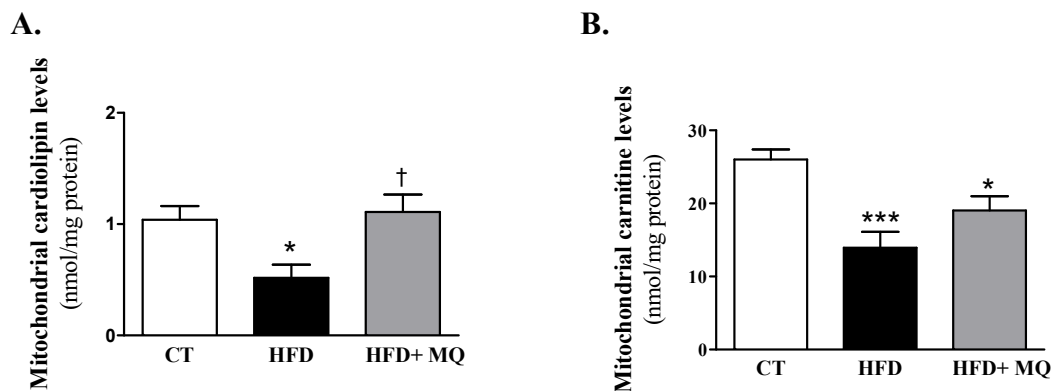 A.
Mitochondrial cardiolipin levels
(nmol/mg protein)
2
1
0
*
†
CT
HFD
HFD+ MQ
B.
Mitochondrial carnitine levels
(nmol/mg protein)
30
20
10
0
***
*
CT
HFD
HFD+ MQ